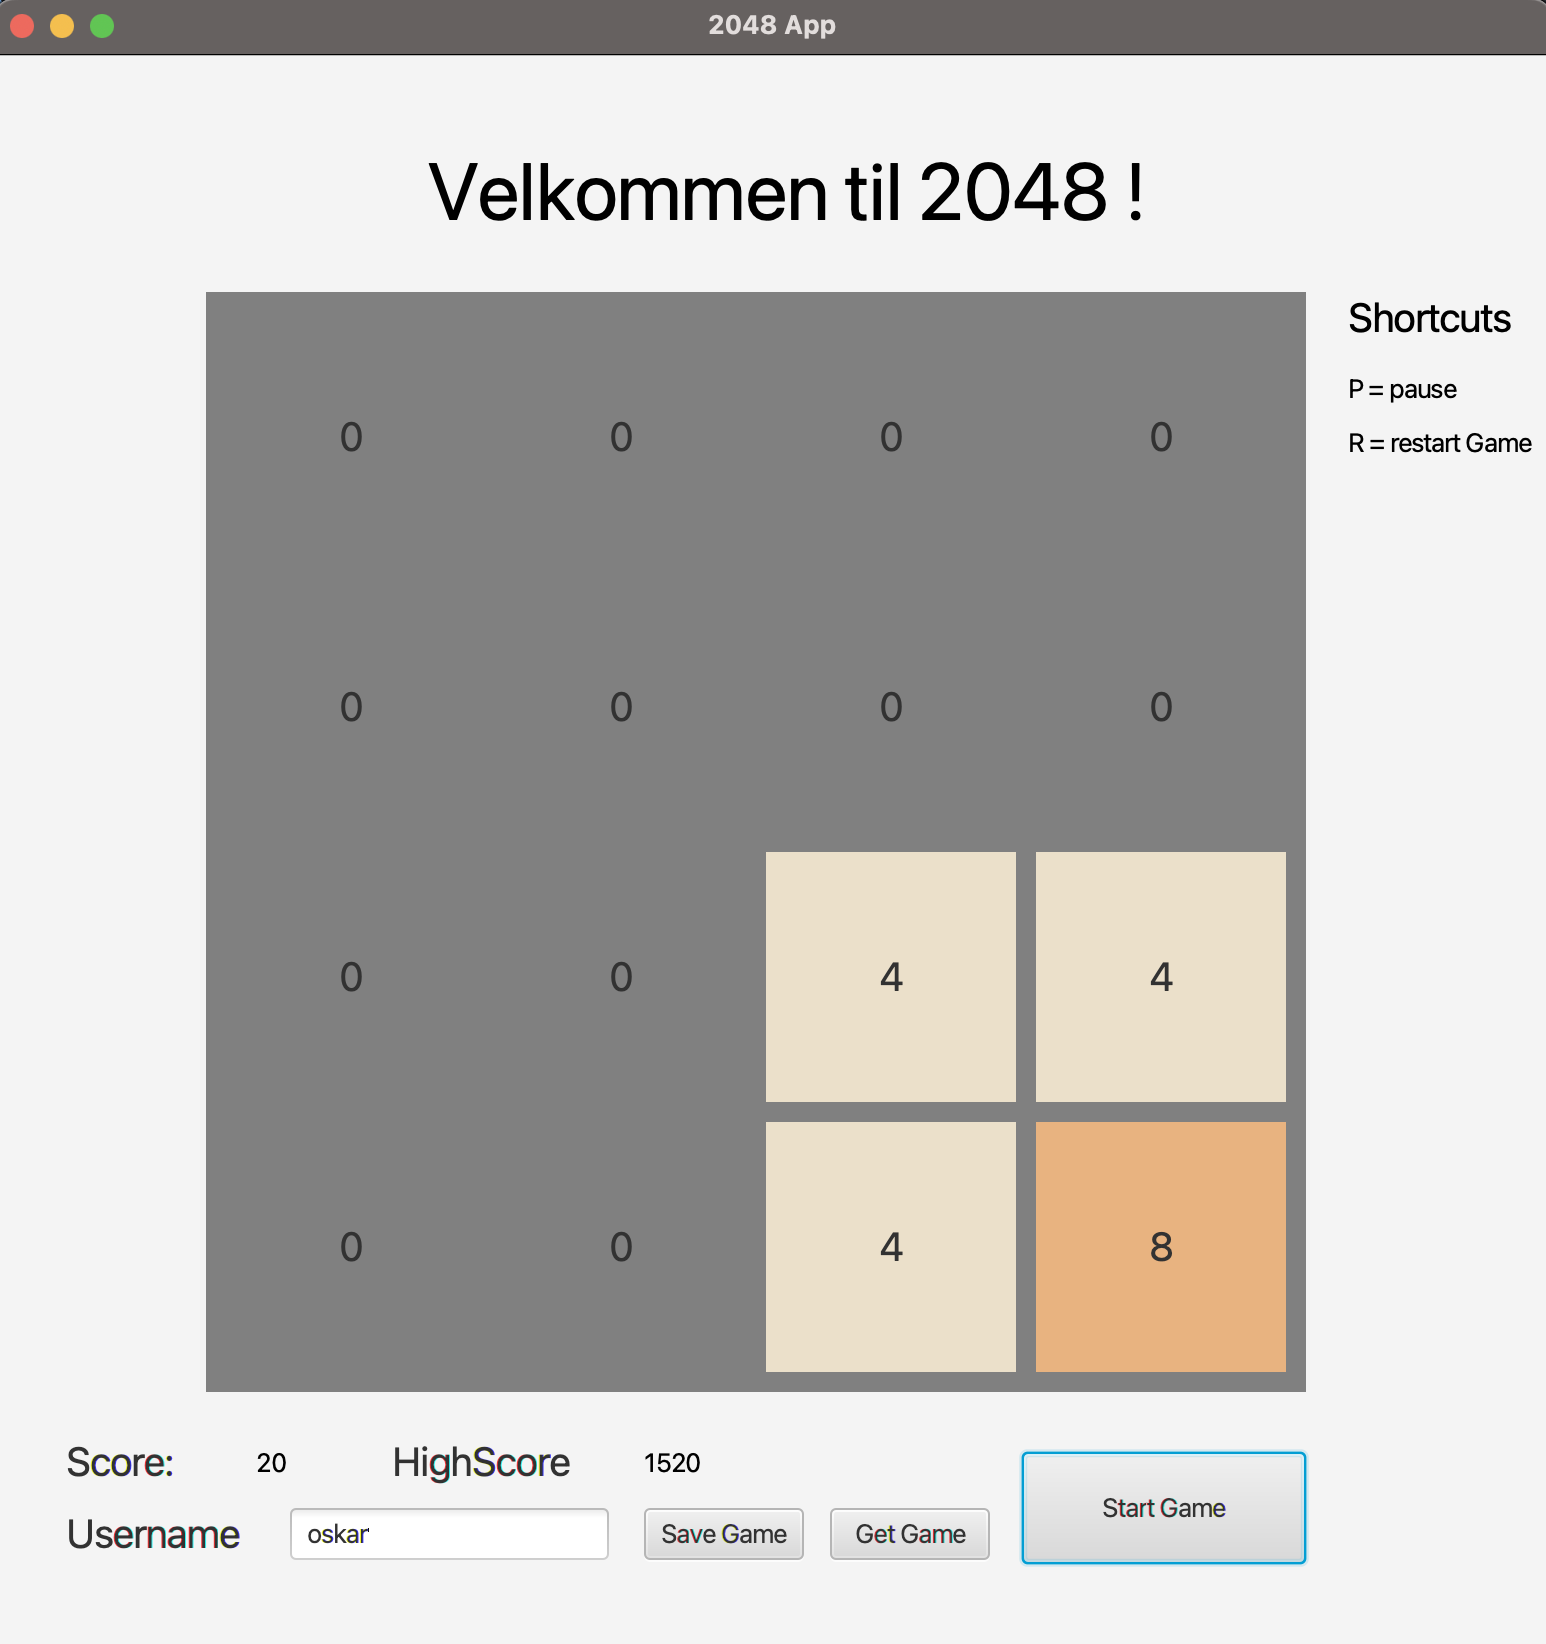 2048 App
Velkommen til 2048 !
Shortcuts
P = pause
R = restart Game
0 0 0 0
0 0 0 0
0 0 4 4
0 0 4 8
Score: 20 HighScore 1520
Username oskar Save Game Get Game Start Game